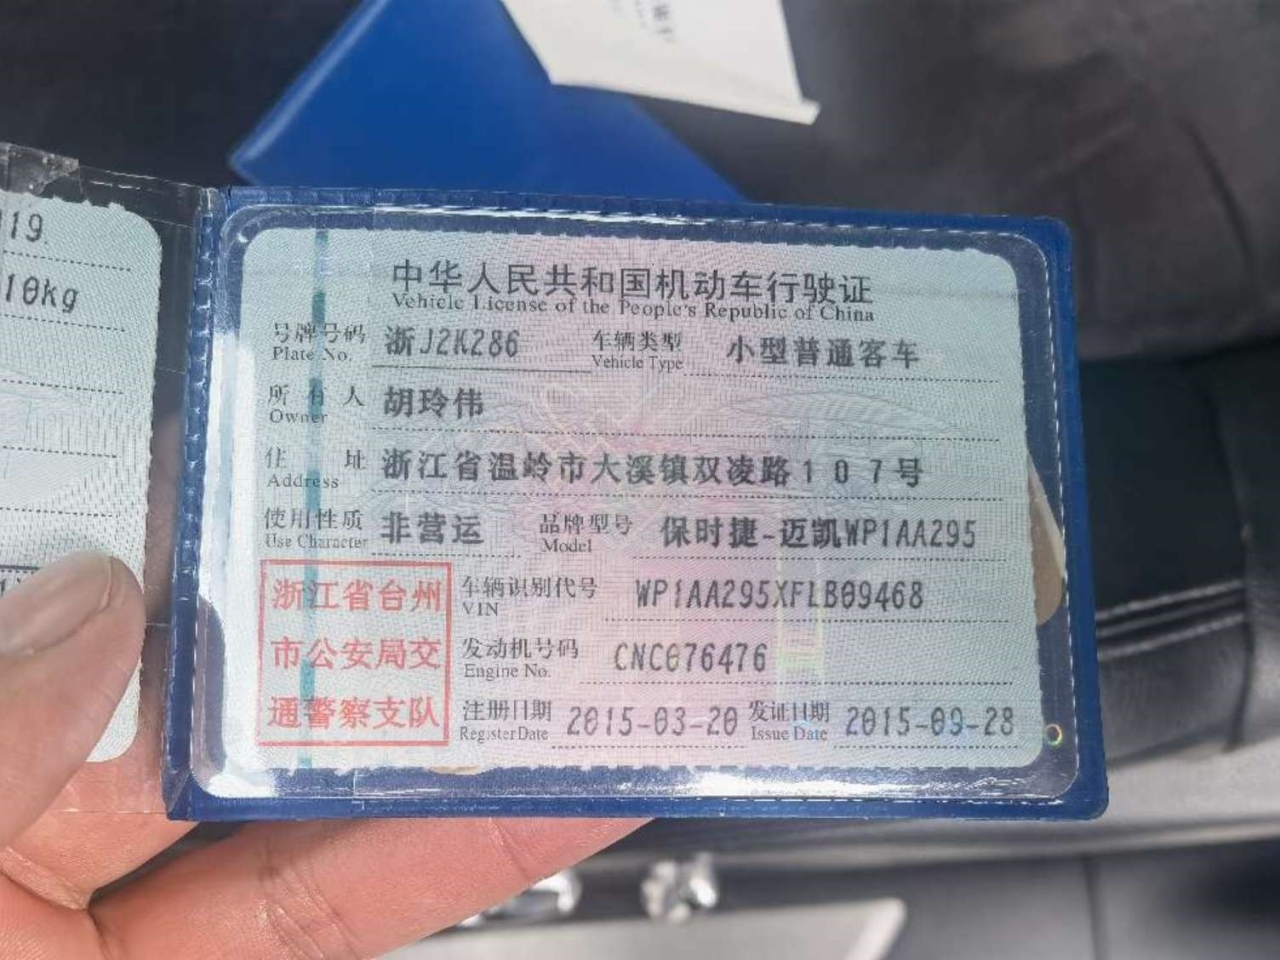 19.
10kg
中华人民共和国机动车行驶证
Vehicle License of the People's Republic of China
号牌号码 浙J2K286 车辆类型 小型普通客车
Plate No. Vehicle Type
所有人 胡玲伟
Owner
住址 浙江省温岭市大溪镇双凌路107号
Address
使用性质 非营运 品牌型号 保时捷-迈凯WP1AA295
Use Character Model
浙江省台州
市公安局交
通警察支队
车辆识别代号 WP1AA295XFLB09468
VIN
发动机号码 CNC076476
Engine No.
注册日期 2015-03-20 发证日期 2015-09-28
Register Date Issue Date